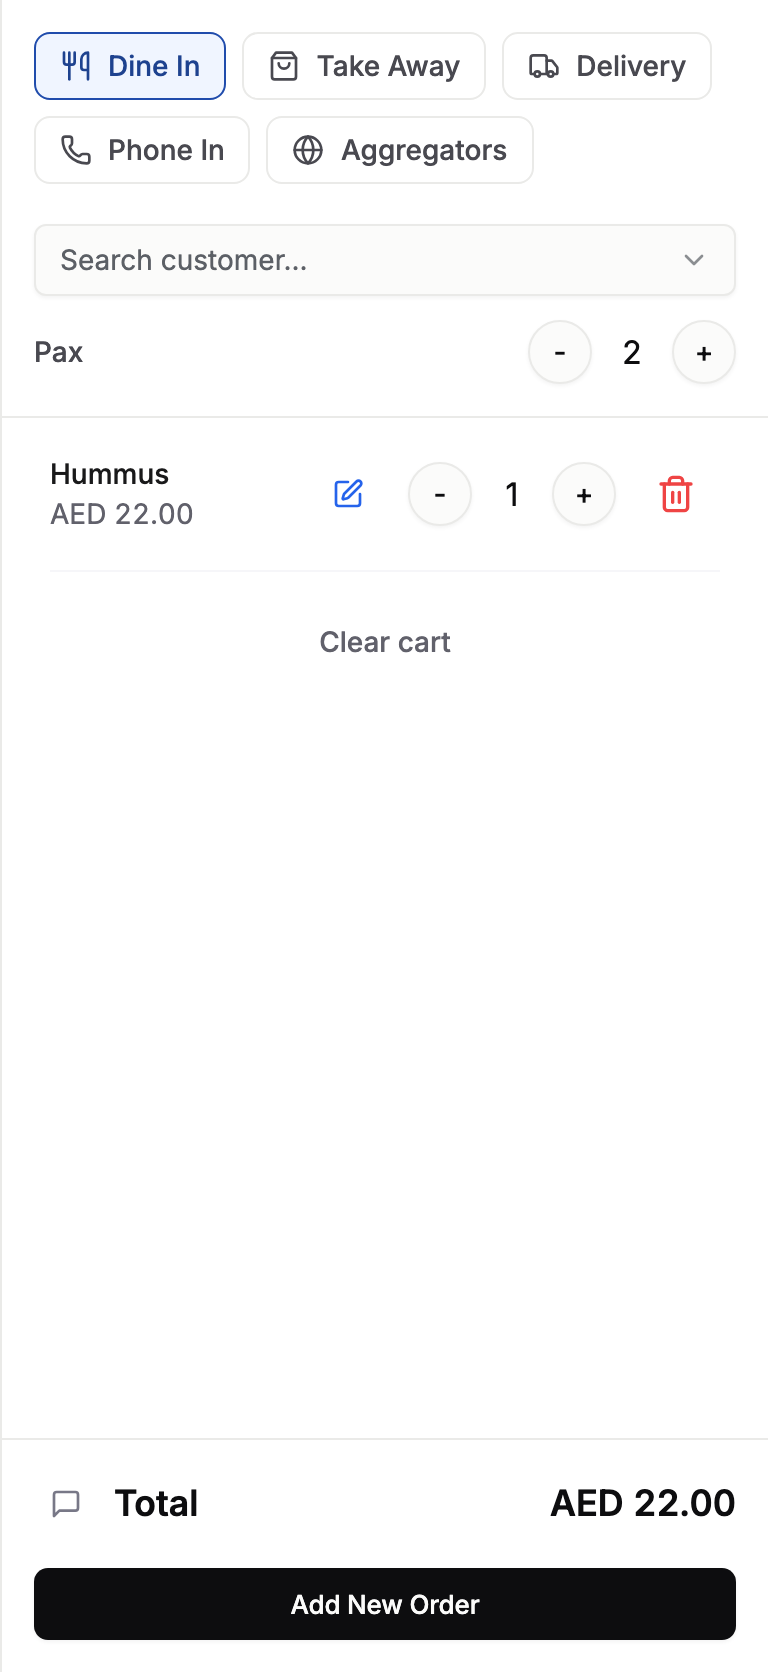 Dine In
Take Away
Delivery
Phone In
Aggregators
Search customer...
Pax
- 2 +
Hummus
AED 22.00
- 1 +
Clear cart
Total AED 22.00
Add New Order